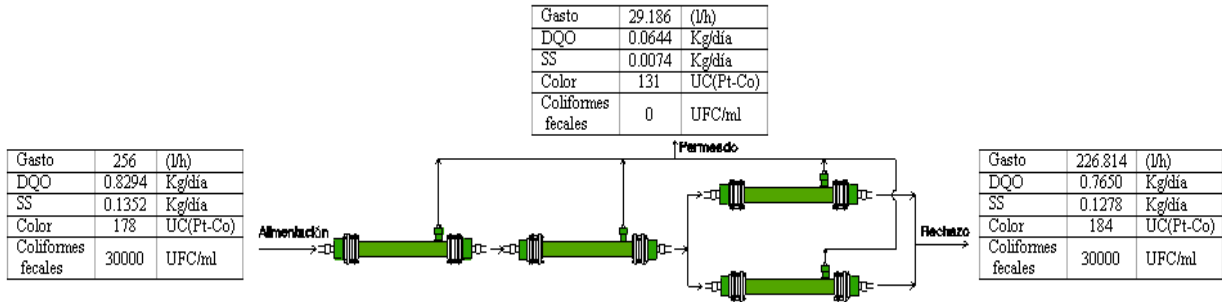 Gasto 29.186 (l/h)
DQO 0.0644 Kg/día
SS 0.0074 Kg/día
Color 131 UC(Pt-Co)
Coliformes
fecales 0 UFC/ml
Permeado
Gasto 256 (l/h)
DQO 0.8294 Kg/día
SS 0.1352 Kg/día
Color 178 UC(Pt-Co)
Coliformes
fecales 30000 UFC/ml
Alimentación
Rechazo
Gasto 226.814 (l/h)
DQO 0.7650 Kg/día
SS 0.1278 Kg/día
Color 184 UC(Pt-Co)
Coliformes
fecales 30000 UFC/ml